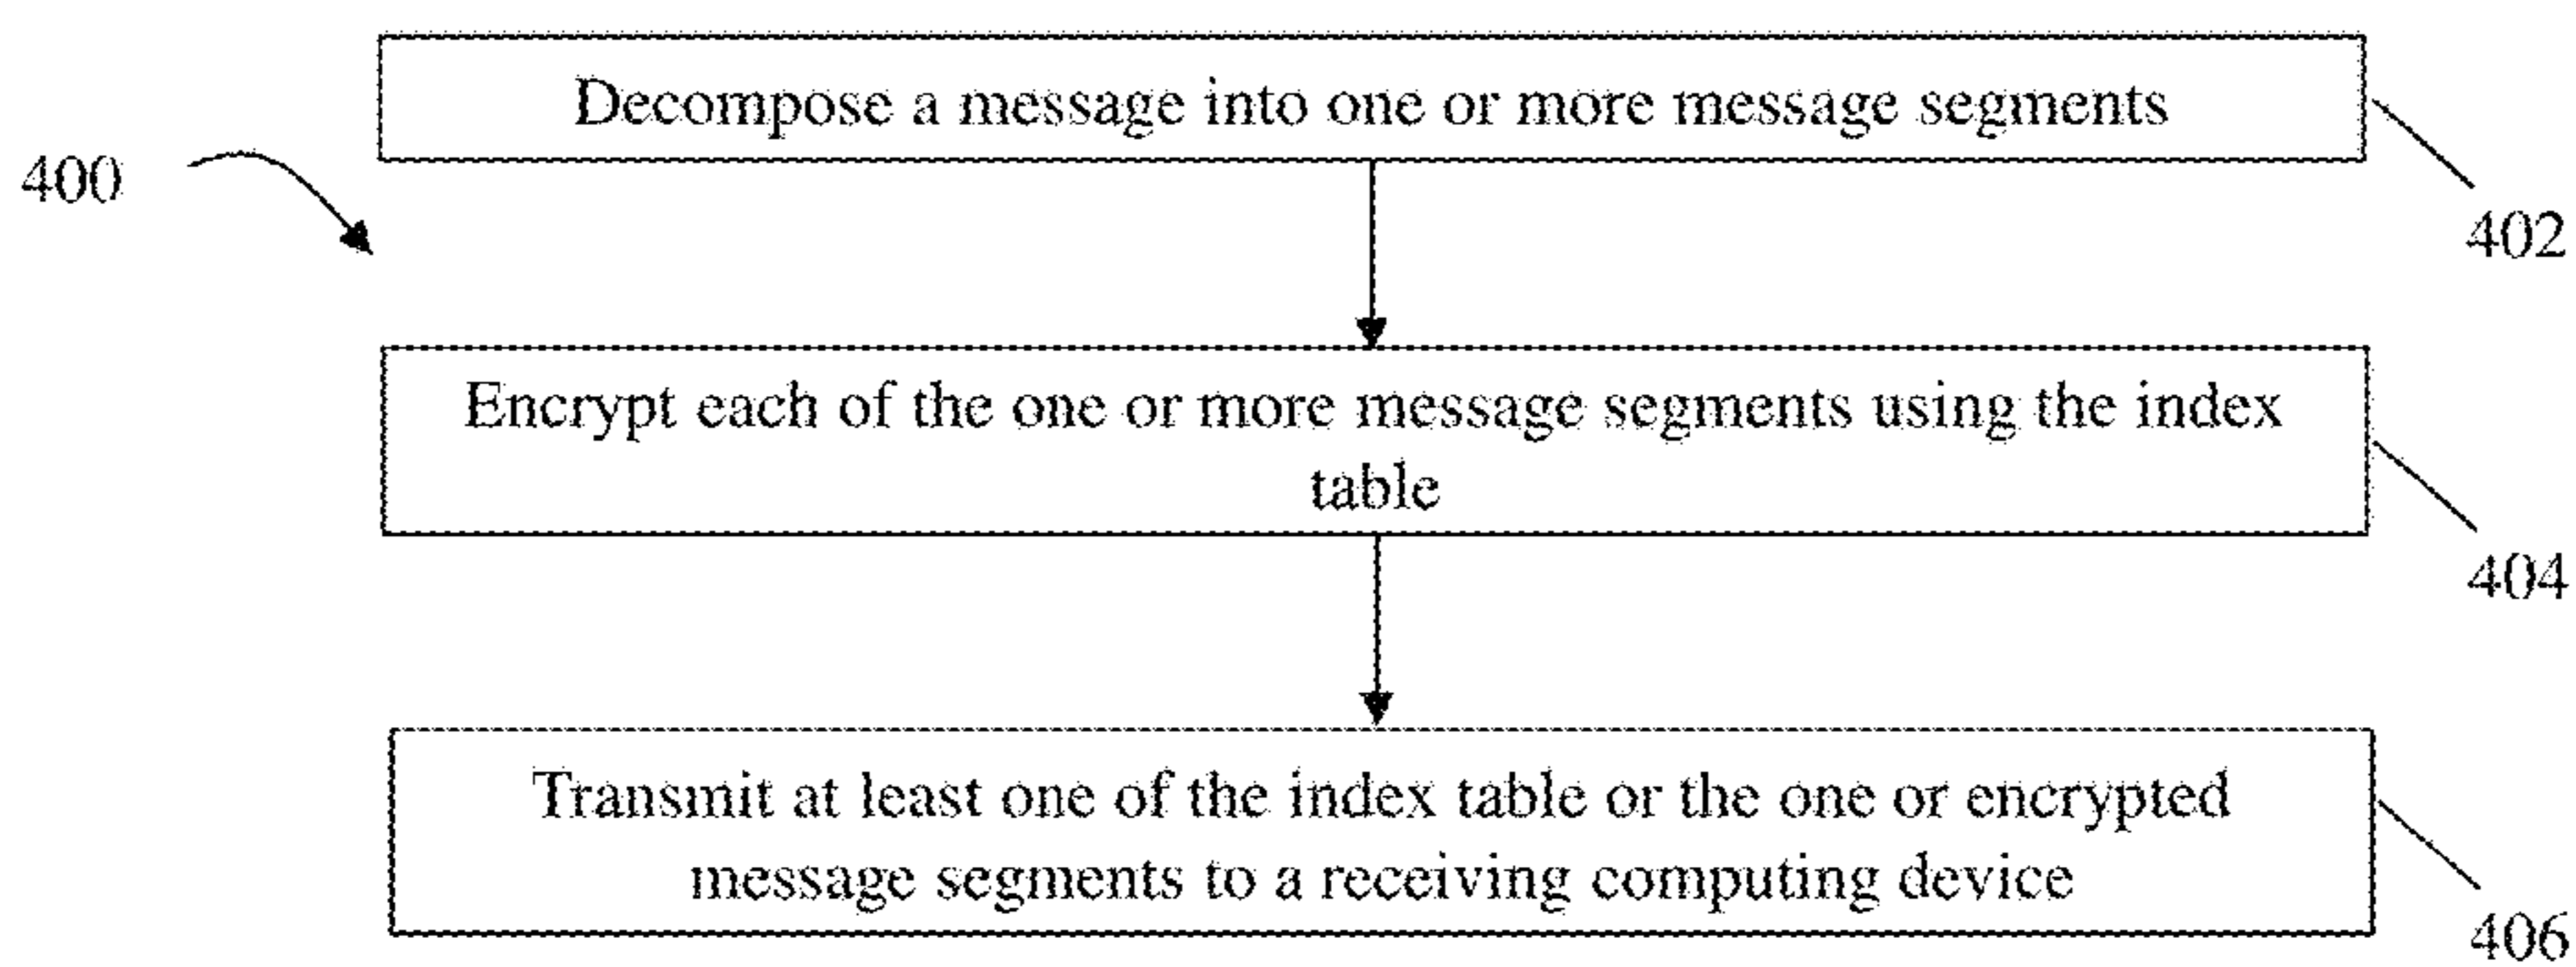 Decompose a message into one or more message segments
400
402
Encrypt each of the one or more message segments using the index
table
404
Transmit at least one of the index table or the one or encrypted
message segments to a receiving computing device
406